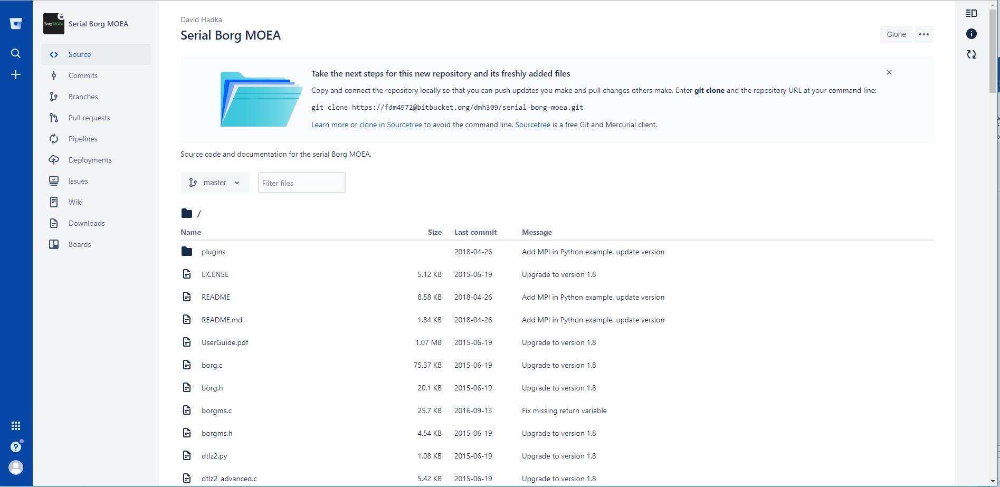 BorgMOEA
Serial Borg MOEA
Source
Commits
Branches
Pull requests
Pipelines
Deployments
Issues
Wiki
Downloads
Boards
David Hadka
Serial Borg MOEA
Clone
Take the next steps for this new repository and its freshly added files
Copy and connect the repository locally so that you can push updates you make and pull changes others make. Enter git clone and the repository URL at your command line:
git clone https://fdm4972@bitbucket.org/dmh309/serial-borg-moea.git
Learn more or clone in Sourcetree to avoid the command line. Sourcetree is a free Git and Mercurial client.
Source code and documentation for the serial Borg MOEA.
master
Filter files
/
Name Size Last commit Message
plugins 2018-04-26 Add MPI in Python example, update version
LICENSE 5.12 KB 2015-06-19 Upgrade to version 1.8
README 8.58 KB 2018-04-26 Add MPI in Python example, update version
README.md 1.84 KB 2018-04-26 Add MPI in Python example, update version
UserGuide.pdf 1.07 MB 2015-06-19 Upgrade to version 1.8
borg.c 75.37 KB 2015-06-19 Upgrade to version 1.8
borg.h 20.1 KB 2015-06-19 Upgrade to version 1.8
borgms.c 25.7 KB 2016-09-13 Fix missing return variable
borgms.h 4.54 KB 2015-06-19 Upgrade to version 1.8
dtlz2.py 1.08 KB 2015-06-19 Upgrade to version 1.8
dtlz2_advanced.c 5.42 KB 2015-06-19 Upgrade to version 1.8